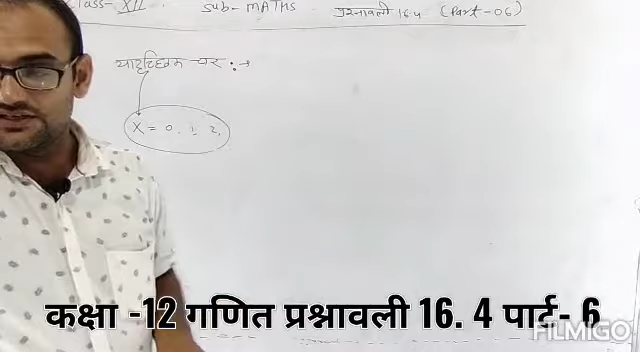 Class- XII. Sub- MATHS प्रश्नावली 16.4 (Part-06)
यादृच्छिक चर :→
X = 0, 1, 2,
कक्षा -12 गणित प्रश्नावली 16. 4 पार्ट- 6
FILMIGO